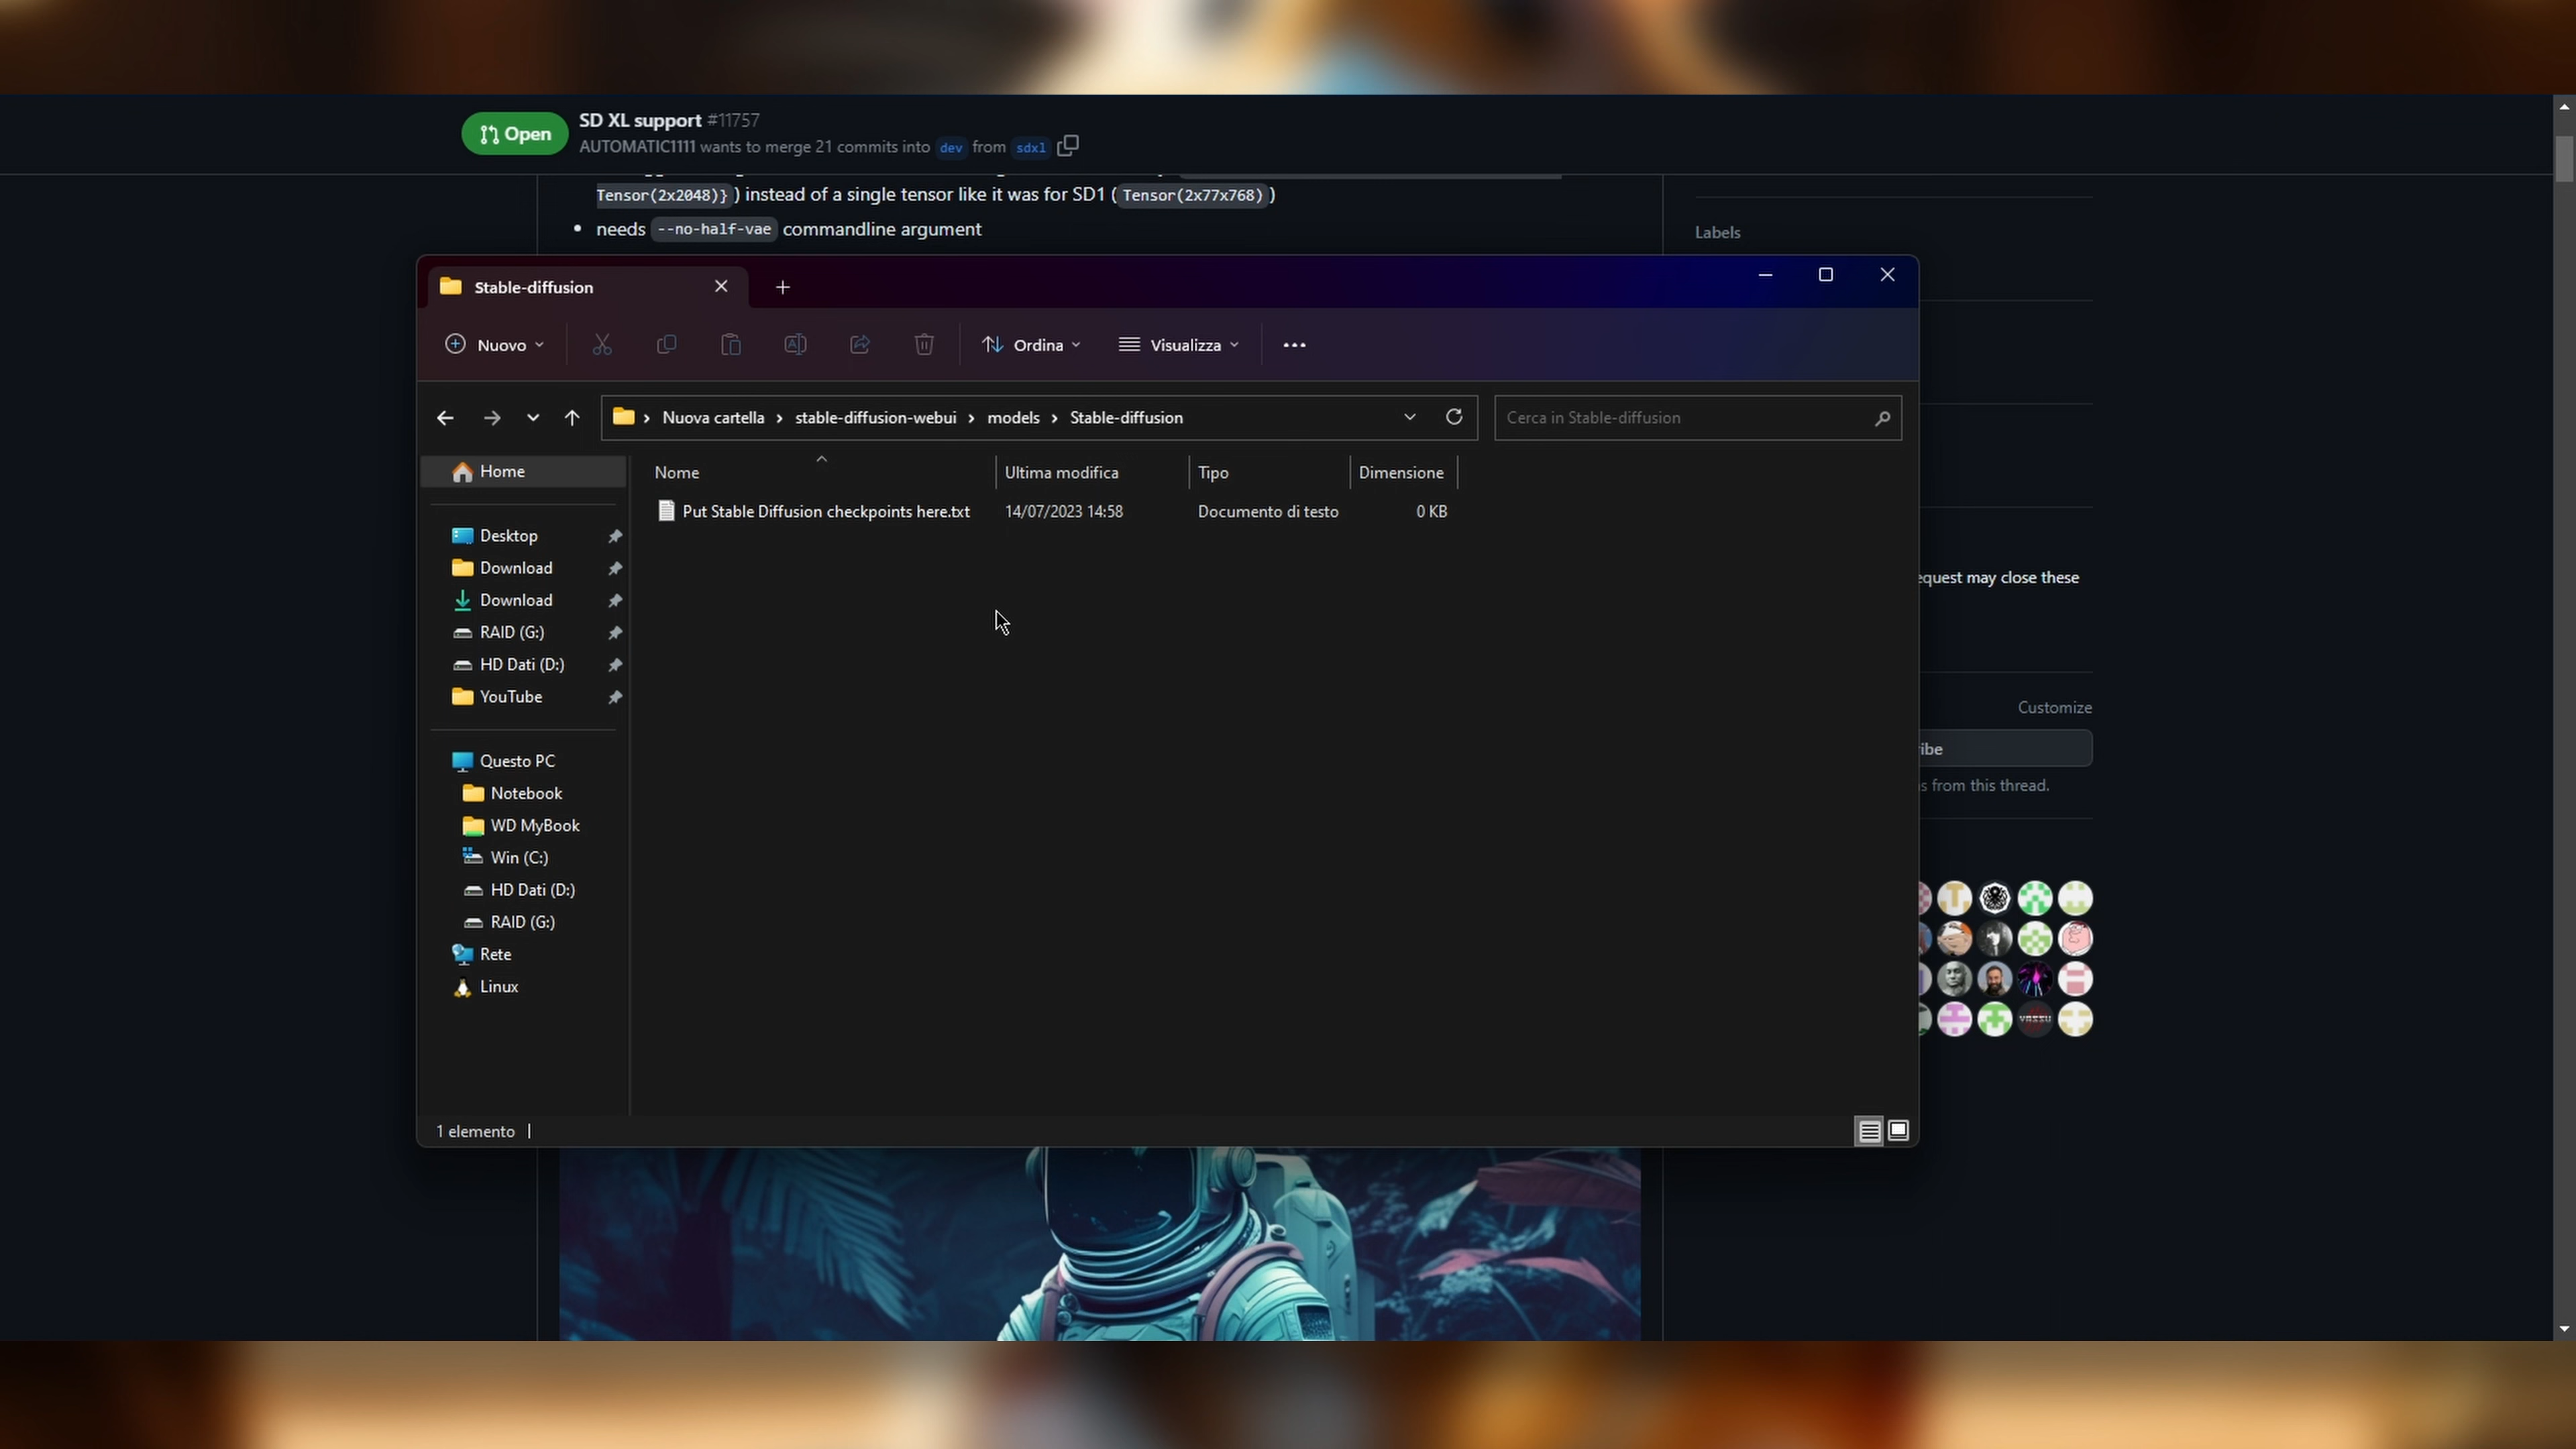 Open
SD XL support #11757
AUTOMATIC1111 wants to merge 21 commits into dev from sdxl
Tensor(2x2048)} ) instead of a single tensor like it was for SD1 ( Tensor(2x77x768) )
• needs --no-half-vae commandline argument
Labels
Stable-diffusion
Nuovo
Ordina
Visualizza
Nuova cartella > stable-diffusion-webui > models > Stable-diffusion
Cerca in Stable-diffusion
Home
Desktop
Download
Download
RAID (G:)
HD Dati (D:)
YouTube
Questo PC
Notebook
WD MyBook
Win (C:)
HD Dati (D:)
RAID (G:)
Rete
Linux
Nome Ultima modifica Tipo Dimensione
Put Stable Diffusion checkpoints here.txt 14/07/2023 14:58 Documento di testo 0 KB
1 elemento
equest may close these
Customize
ibe
s from this thread.